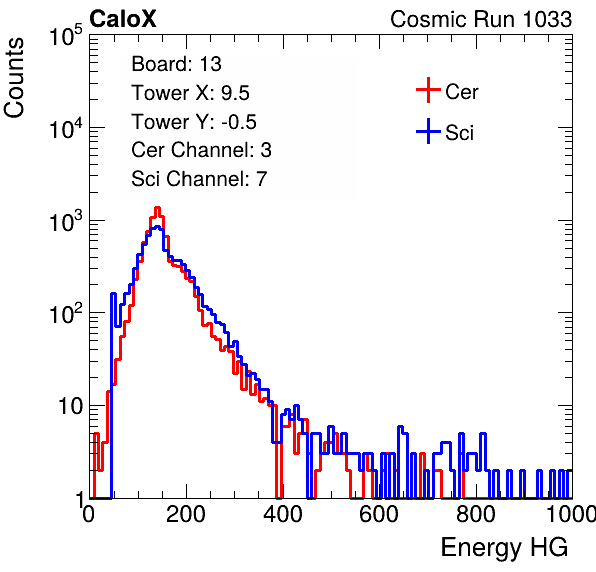 CaloX Cosmic Run 1033
Counts
Board: 13
Tower X: 9.5
Tower Y: -0.5
Cer Channel: 3
Sci Channel: 7
Cer
Sci
10^5
10^4
10^3
10^2
10
1
0 200 400 600 800 1000
Energy HG